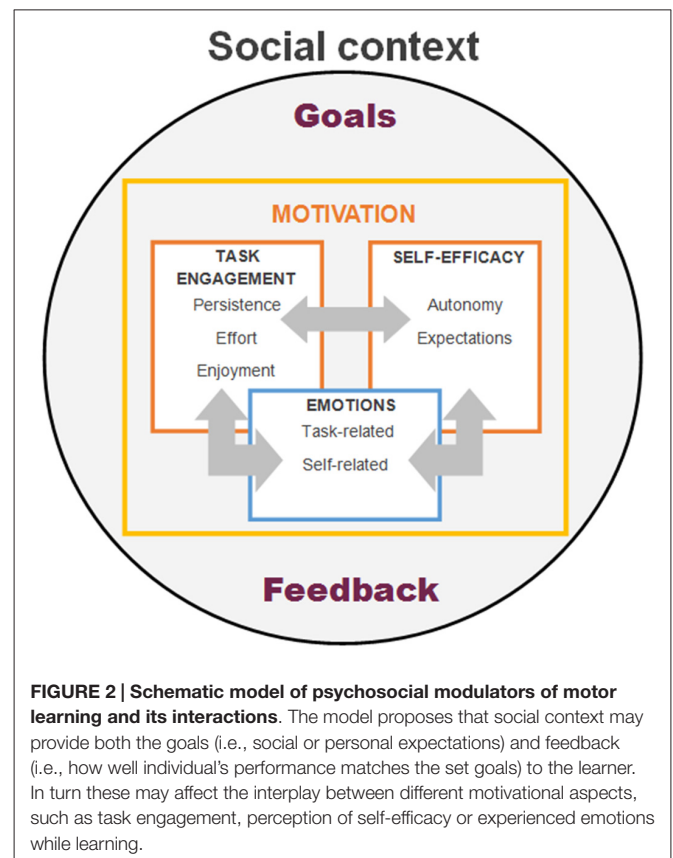 Social context
Goals
MOTIVATION
TASK
ENGAGEMENT
Persistence
Effort
Enjoyment
SELF-EFFICACY
Autonomy
Expectations
EMOTIONS
Task-related
Self-related
Feedback
FIGURE 2 | Schematic model of psychosocial modulators of motor
learning and its interactions. The model proposes that social context may
provide both the goals (i.e., social or personal expectations) and feedback
(i.e., how well individual's performance matches the set goals) to the learner.
In turn these may affect the interplay between different motivational aspects,
such as task engagement, perception of self-efficacy or experienced emotions
while learning.